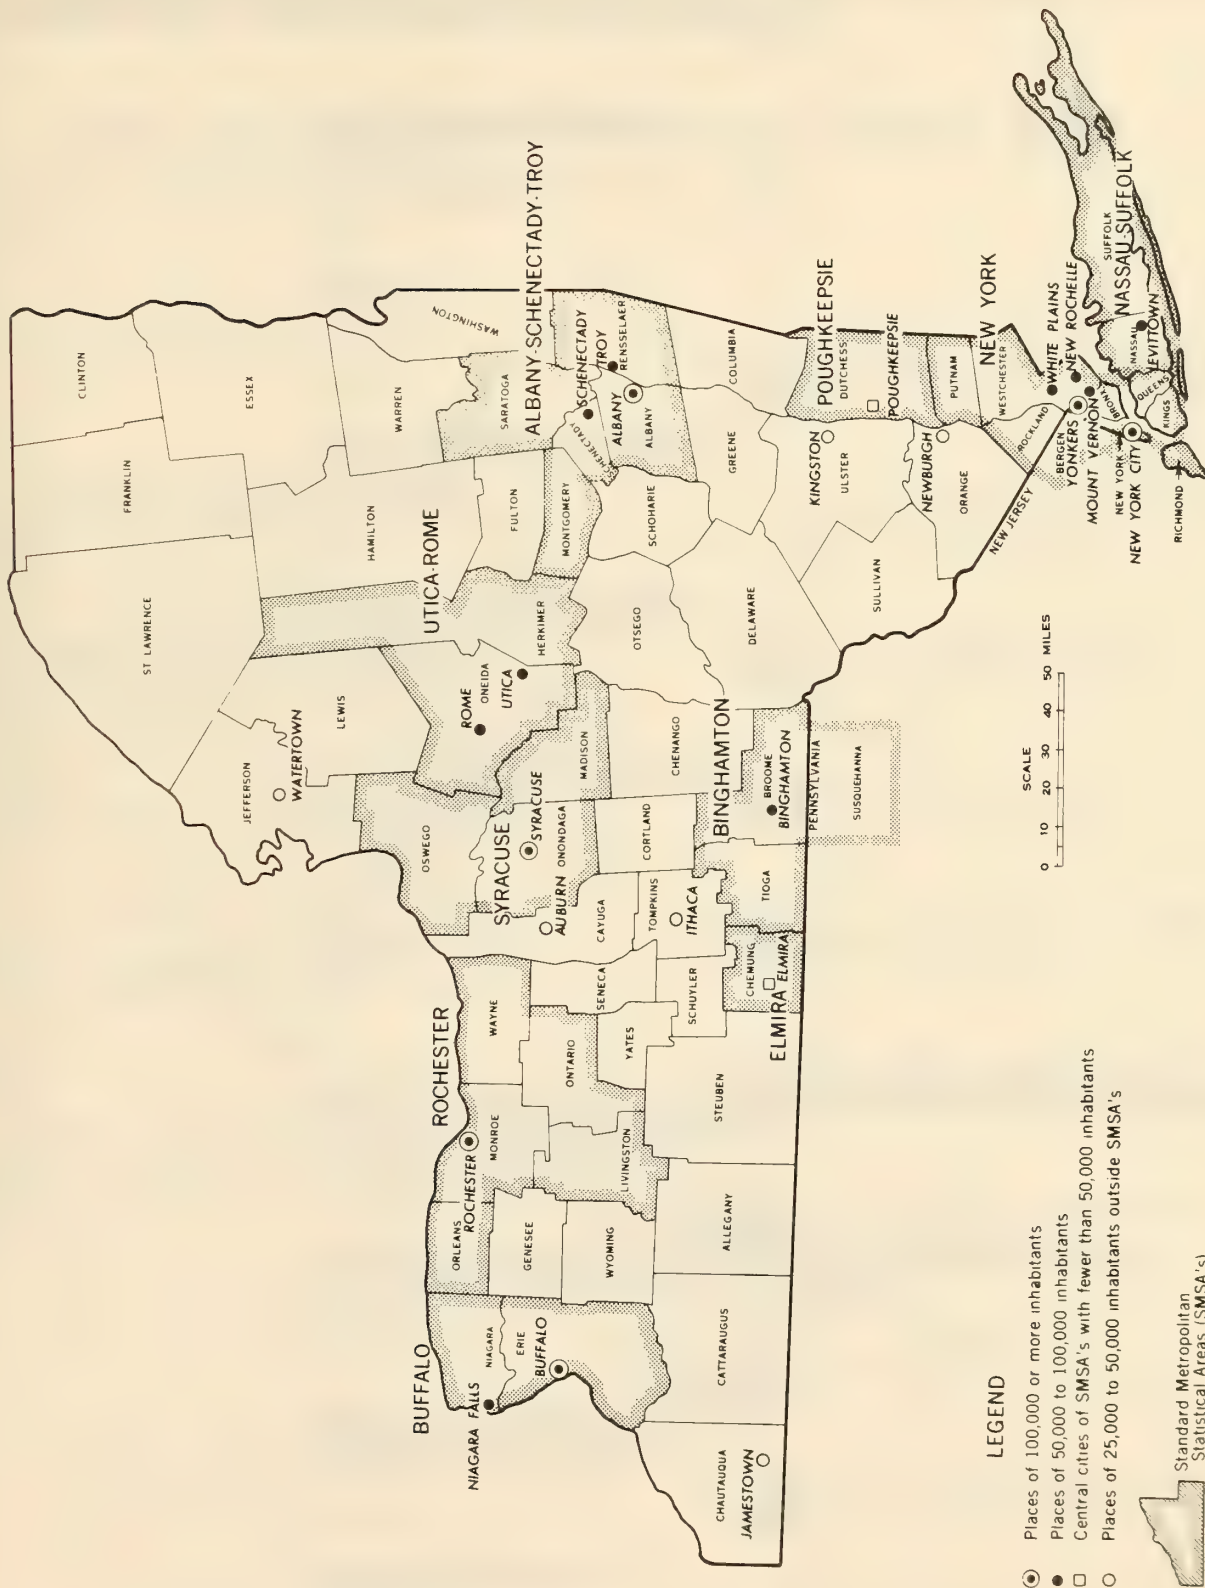 CLINTON
FRANKLIN
ST LAWRENCE
ESSEX
JEFFERSON
WATERTOWN
LEWIS
HAMILTON
WARREN
WASHINGTON
UTICA-ROME
HERKIMER
ONEIDA
ROME
UTICA
FULTON
SARATOGA
MONTGOMERY
ALBANY-SCHENECTADY-TROY
SCHENECTADY
SCHENECTADY
TROY
RENSSELAER
ALBANY
ALBANY
OSWEGO
SYRACUSE
SYRACUSE
ONONDAGA
MADISON
AUBURN
CAYUGA
ROCHESTER
ROCHESTER
WAYNE
MONROE
ORLEANS
GENESEE
SENECA
ONTARIO
YATES
LIVINGSTON
WYOMING
BUFFALO
NIAGARA FALLS
NIAGARA
ERIE
BUFFALO
CHAUTAUQUA
JAMESTOWN
CATTARAUGUS
ALLEGANY
STEUBEN
SCHUYLER
TOMPKINS
ITHACA
CORTLAND
CHENANGO
OTSEGO
SCHOHARIE
GREENE
COLUMBIA
DELAWARE
ELMIRA
CHEMUNG
ELMIRA
TIOGA
BINGHAMTON
BROOME
BINGHAMTON
PENNSYLVANIA
SUSQUEHANNA
KINGSTON
ULSTER
SULLIVAN
POUGHKEEPSIE
DUTCHESS
POUGHKEEPSIE
NEWBURGH
ORANGE
PUTNAM
NEW YORK
WESTCHESTER
ROCKLAND
NEW JERSEY
BERGEN
WHITE PLAINS
NEW ROCHELLE
YONKERS
MOUNT VERNON
BRONX
NEW YORK
NEW YORK CITY
QUEENS
KINGS
RICHMOND
NASSAU
LEVITTOWN
SUFFOLK
NASSAU-SUFFOLK
SCALE
0 10 20 30 40 50 MILES
LEGEND
Places of 100,000 or more inhabitants
Places of 50,000 to 100,000 inhabitants
Central cities of SMSA's with fewer than 50,000 inhabitants
Places of 25,000 to 50,000 inhabitants outside SMSA's
Standard Metropolitan
Statistical Areas (SMSA's)